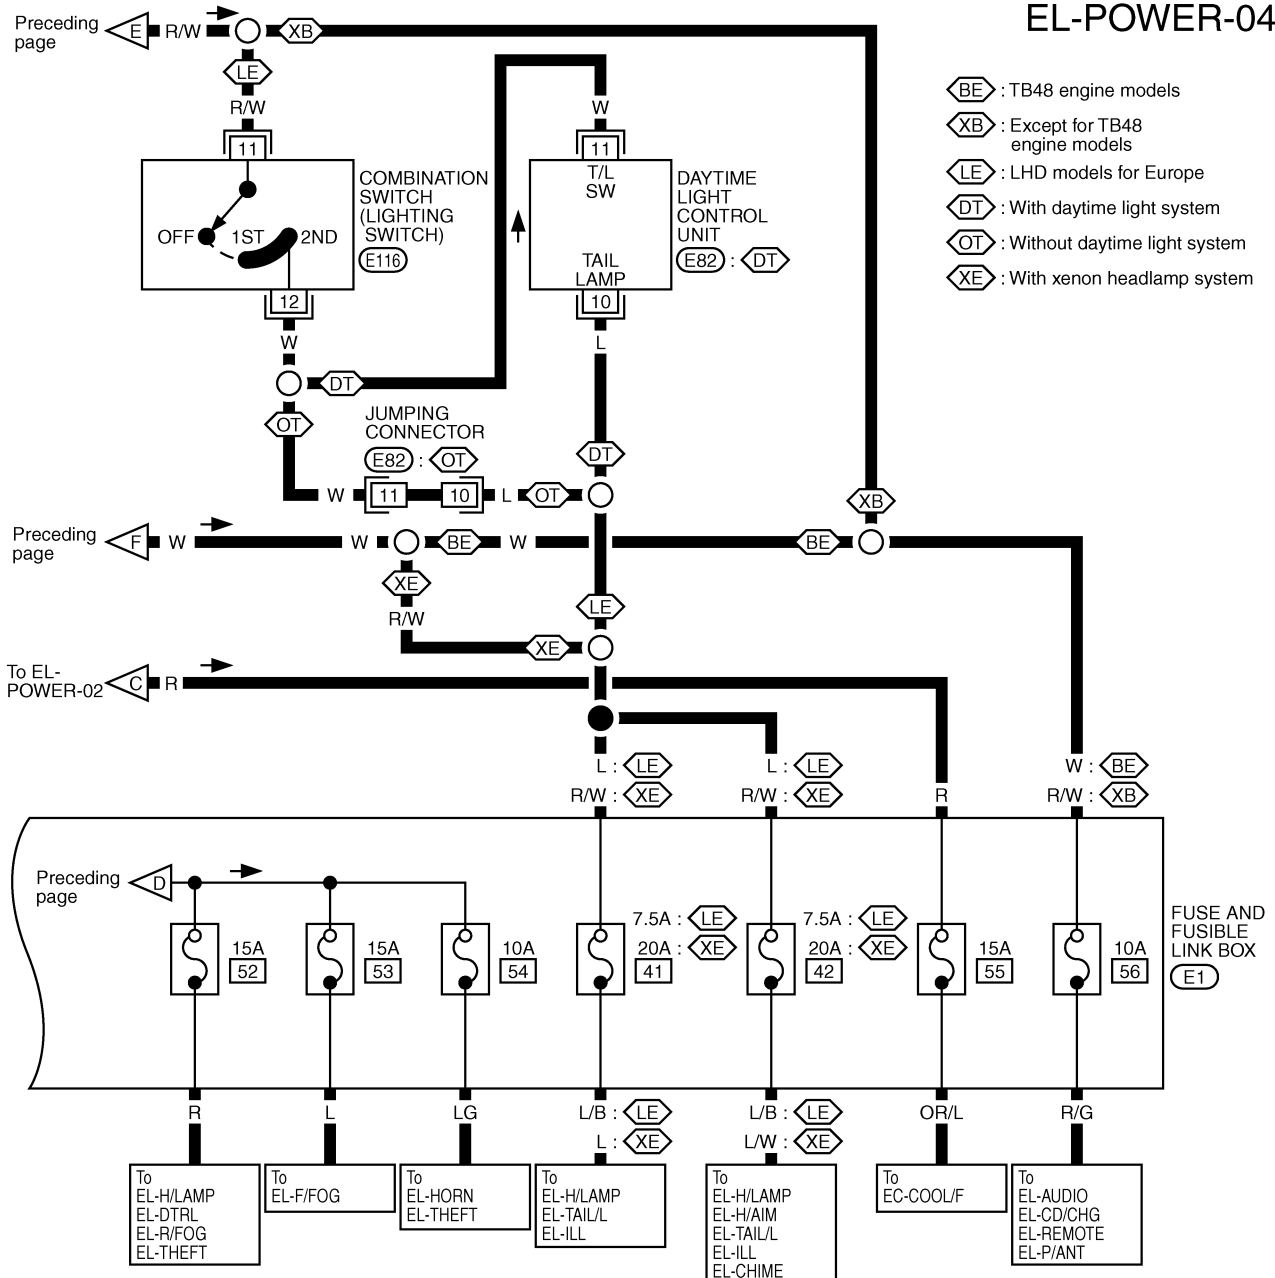 EL-POWER-04
Preceding
page
E
R/W
XB
LE
R/W
11
W
11
BE : TB48 engine models
XB : Except for TB48
engine models
LE : LHD models for Europe
DT : With daytime light system
OT : Without daytime light system
XE : With xenon headlamp system
OFF
1ST
2ND
COMBINATION
SWITCH
(LIGHTING
SWITCH)
E116
T/L
SW
TAIL
LAMP
DAYTIME
LIGHT
CONTROL
UNIT
E82 : DT
12
W
10
L
DT
OT
JUMPING
CONNECTOR
E82 : OT
DT
W
11
10
L
OT
XB
Preceding
page
F
W
W
BE
W
BE
XE
R/W
LE
XE
To EL-
POWER-02
C
R
L : LE
R/W : XE
L : LE
R/W : XE
R
W : BE
R/W : XB
Preceding
page
D
15A
52
15A
53
10A
54
7.5A : LE
20A : XE
41
7.5A : LE
20A : XE
42
15A
55
10A
56
FUSE AND
FUSIBLE
LINK BOX
E1
R
L
LG
L/B : LE
L : XE
L/B : LE
L/W : XE
OR/L
R/G
To
EL-H/LAMP
EL-DTRL
EL-R/FOG
EL-THEFT
To
EL-F/FOG
To
EL-HORN
EL-THEFT
To
EL-H/LAMP
EL-TAIL/L
EL-ILL
To
EL-H/LAMP
EL-H/AIM
EL-TAIL/L
EL-ILL
EL-CHIME
To
EC-COOL/F
To
EL-AUDIO
EL-CD/CHG
EL-REMOTE
EL-P/ANT